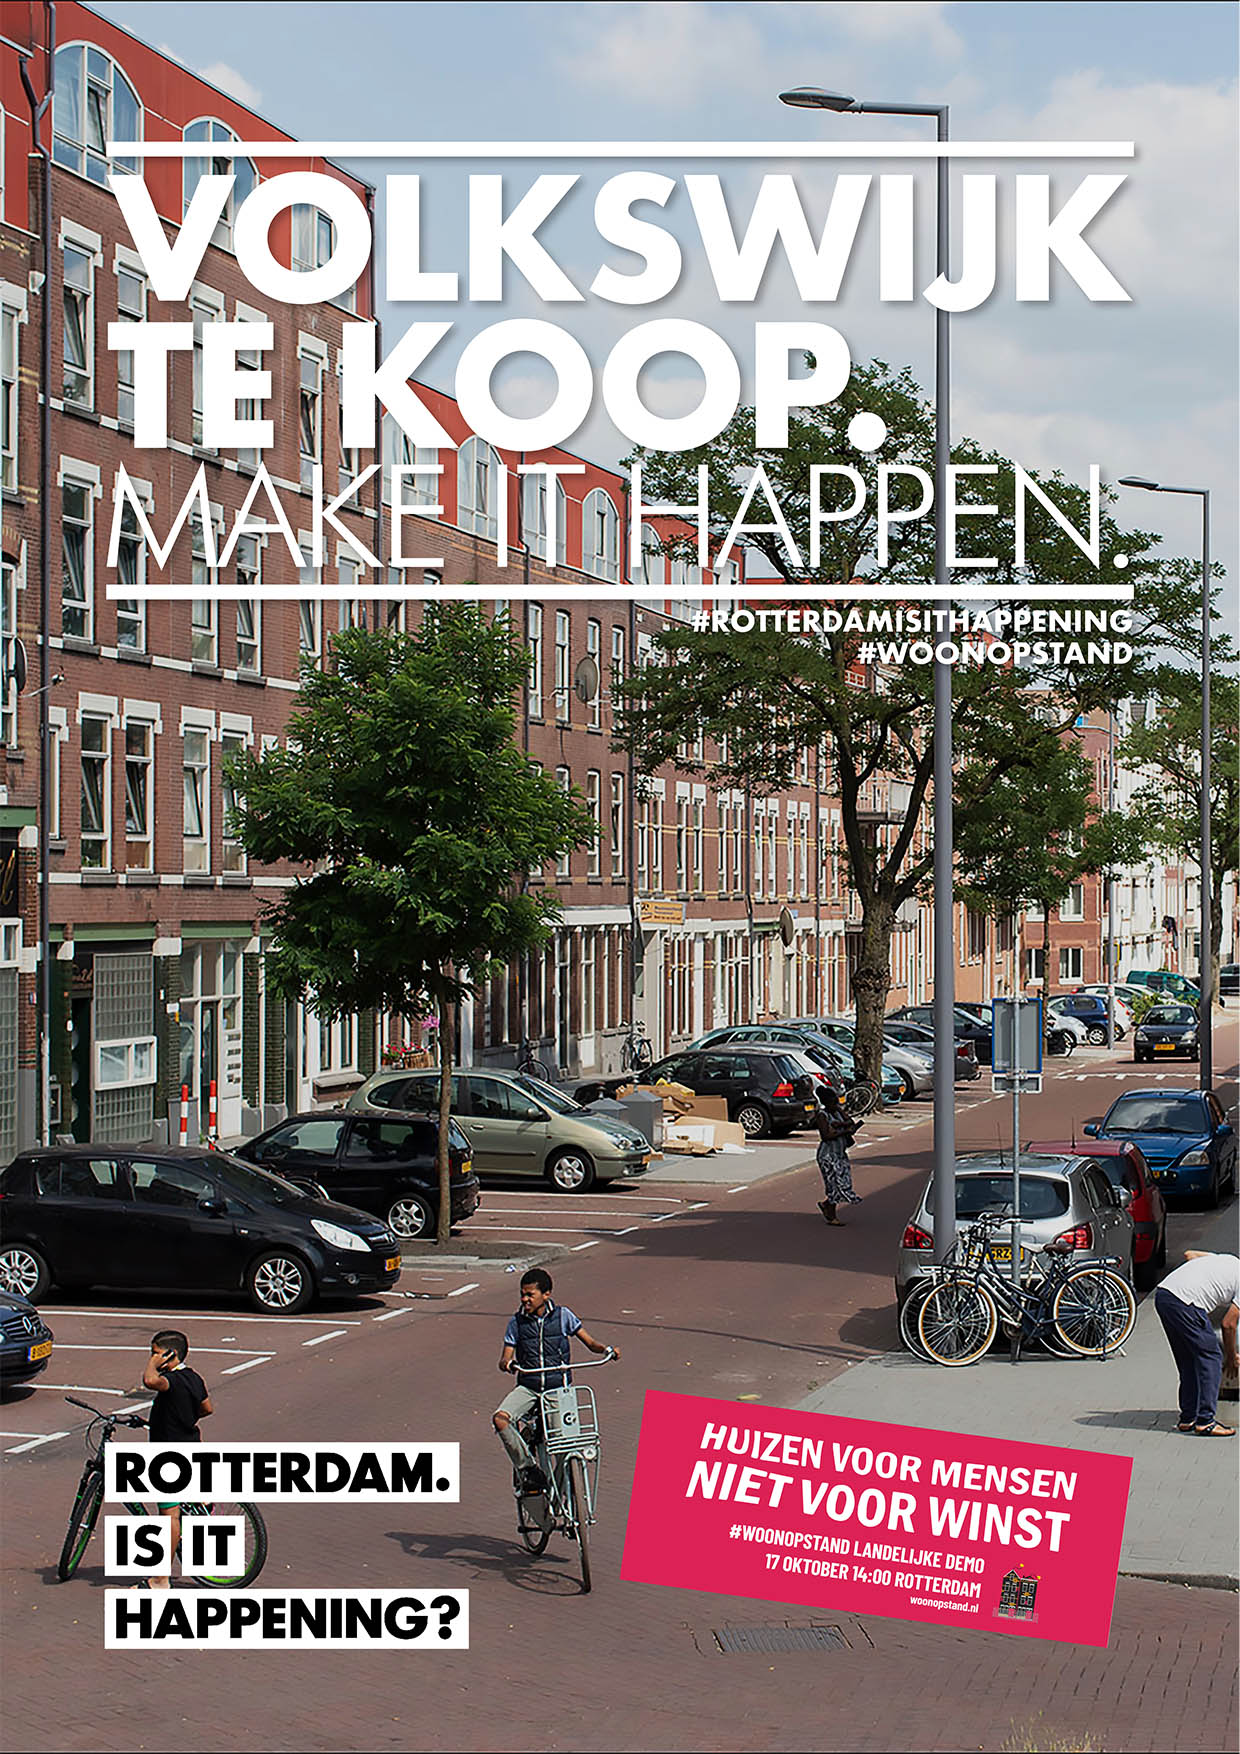 VOLKSWIJK
TE KOOP.
MAKE IT HAPPEN.
#ROTTERDAMISITHAPPENING
#WOONOPSTAND
ROTTERDAM.
IS IT
HAPPENING?
HUIZEN VOOR MENSEN
NIET VOOR WINST
#WOONOPSTAND LANDELIJKE DEMO
17 OKTOBER 14:00 ROTTERDAM
woonopstand.nl